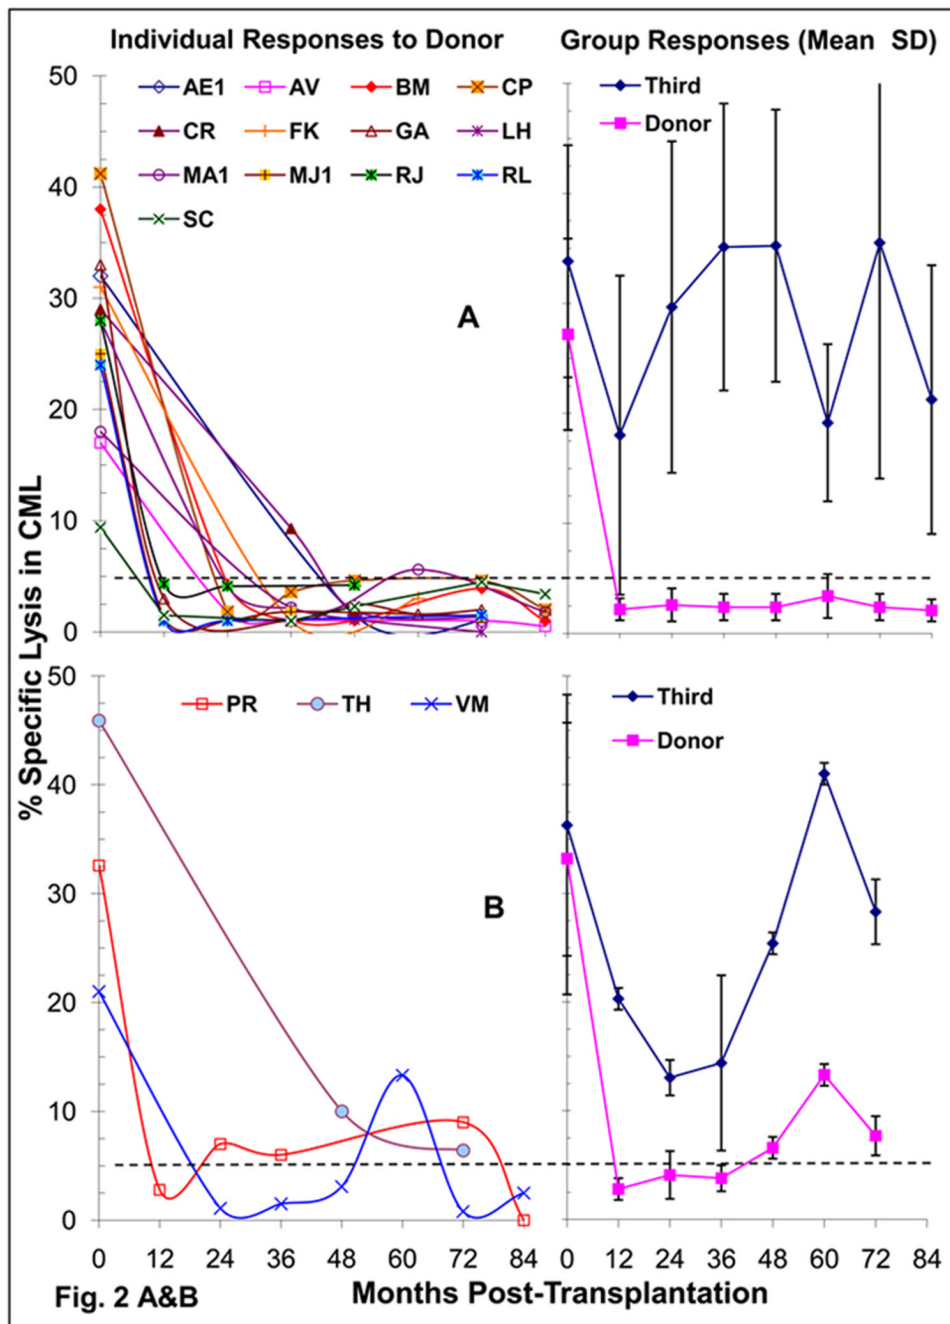 Individual Responses to Donor
Group Responses (Mean SD)
50
40
30
20
10
0
AE1 AV BM CP
CR FK GA LH
MA1 MJ1 RJ RL
SC
A
Third
Donor
% Specific Lysis in CML
50
40
30
20
10
0
PR TH VM
B
Third
Donor
0 12 24 36 48 60 72 84
0 12 24 36 48 60 72 84
Fig. 2 A&B
Months Post-Transplantation